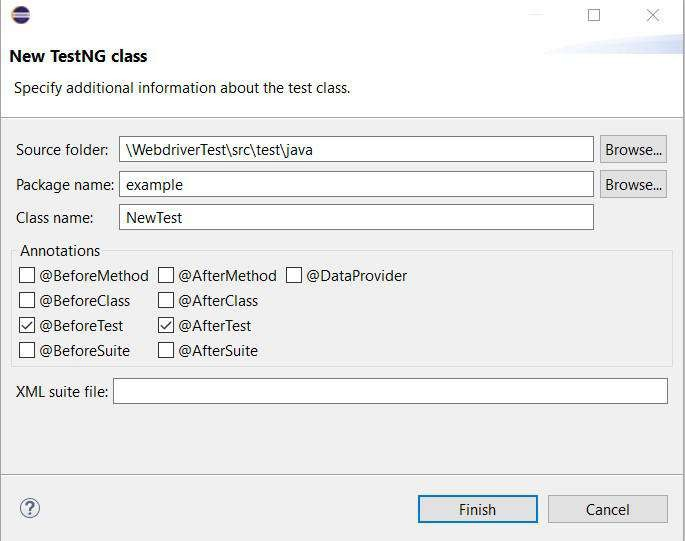 New TestNG class
Specify additional information about the test class.
Source folder: \WebdriverTest\src\test\java Browse...
Package name: example Browse...
Class name: NewTest
Annotations
@BeforeMethod @AfterMethod @DataProvider
@BeforeClass @AfterClass
@BeforeTest @AfterTest
@BeforeSuite @AfterSuite
XML suite file:
? Finish Cancel